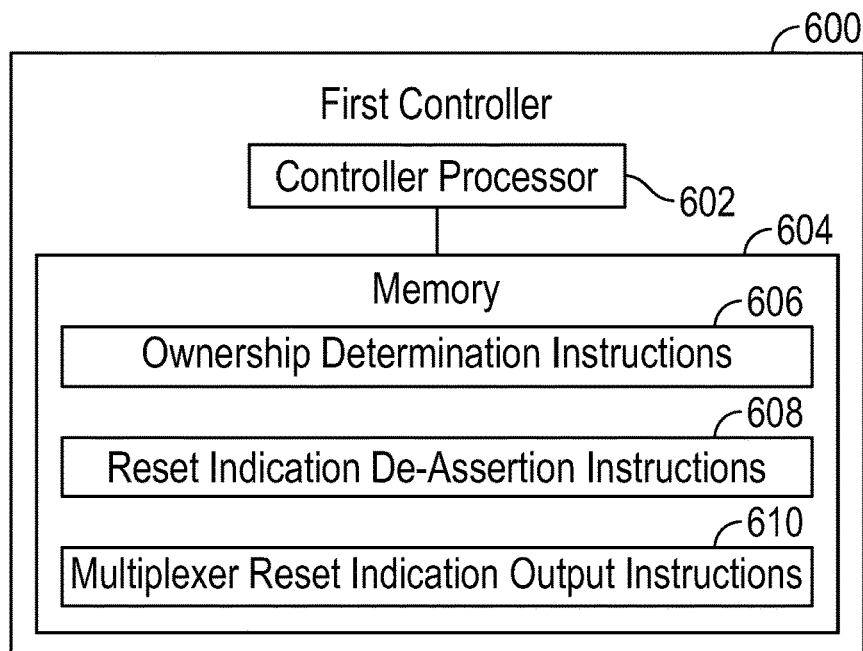 600
First Controller
Controller Processor
602
604
Memory
606
Ownership Determination Instructions
608
Reset Indication De-Assertion Instructions
610
Multiplexer Reset Indication Output Instructions